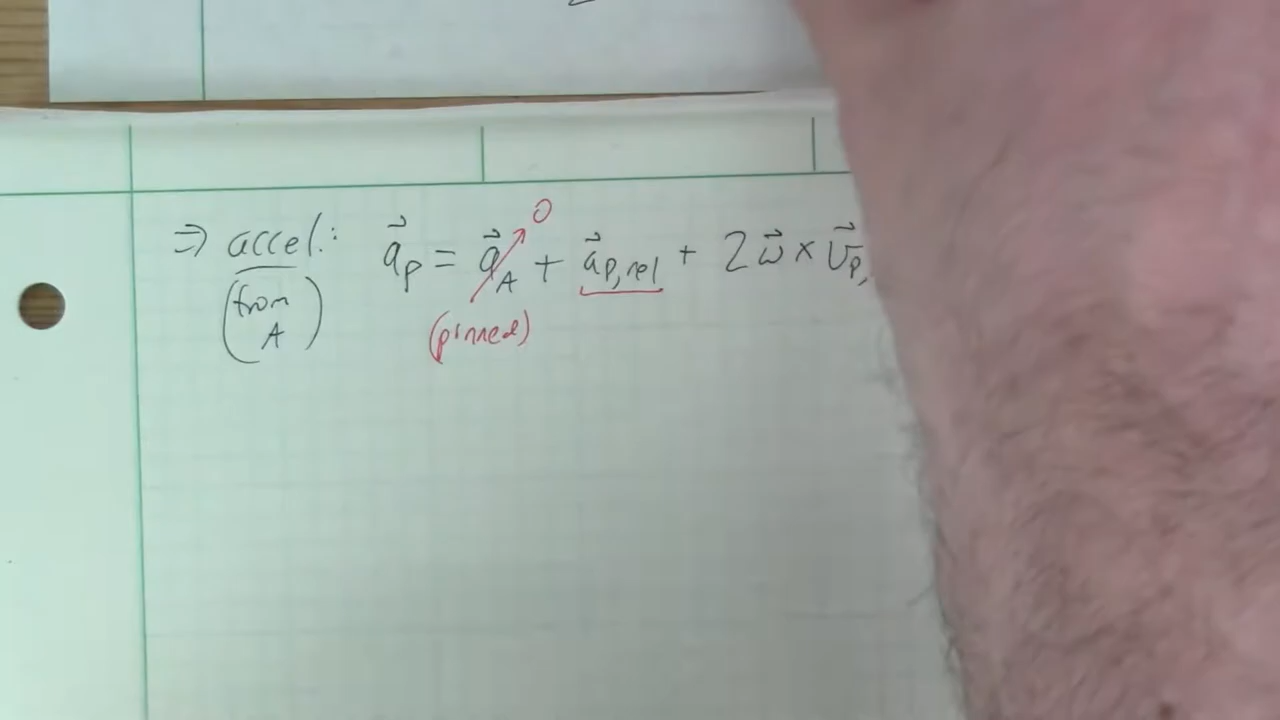 ⇒ accel.: a⃗_P = a⃗_A + a⃗_P,rel + 2 ω⃗ × v⃗_P,
0
(from A)
(pinned)